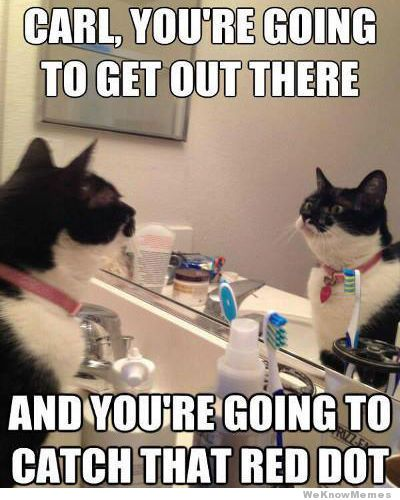 CARL, YOU'RE GOING
TO GET OUT THERE
AND YOU'RE GOING TO
CATCH THAT RED DOT
WeKnowMemes